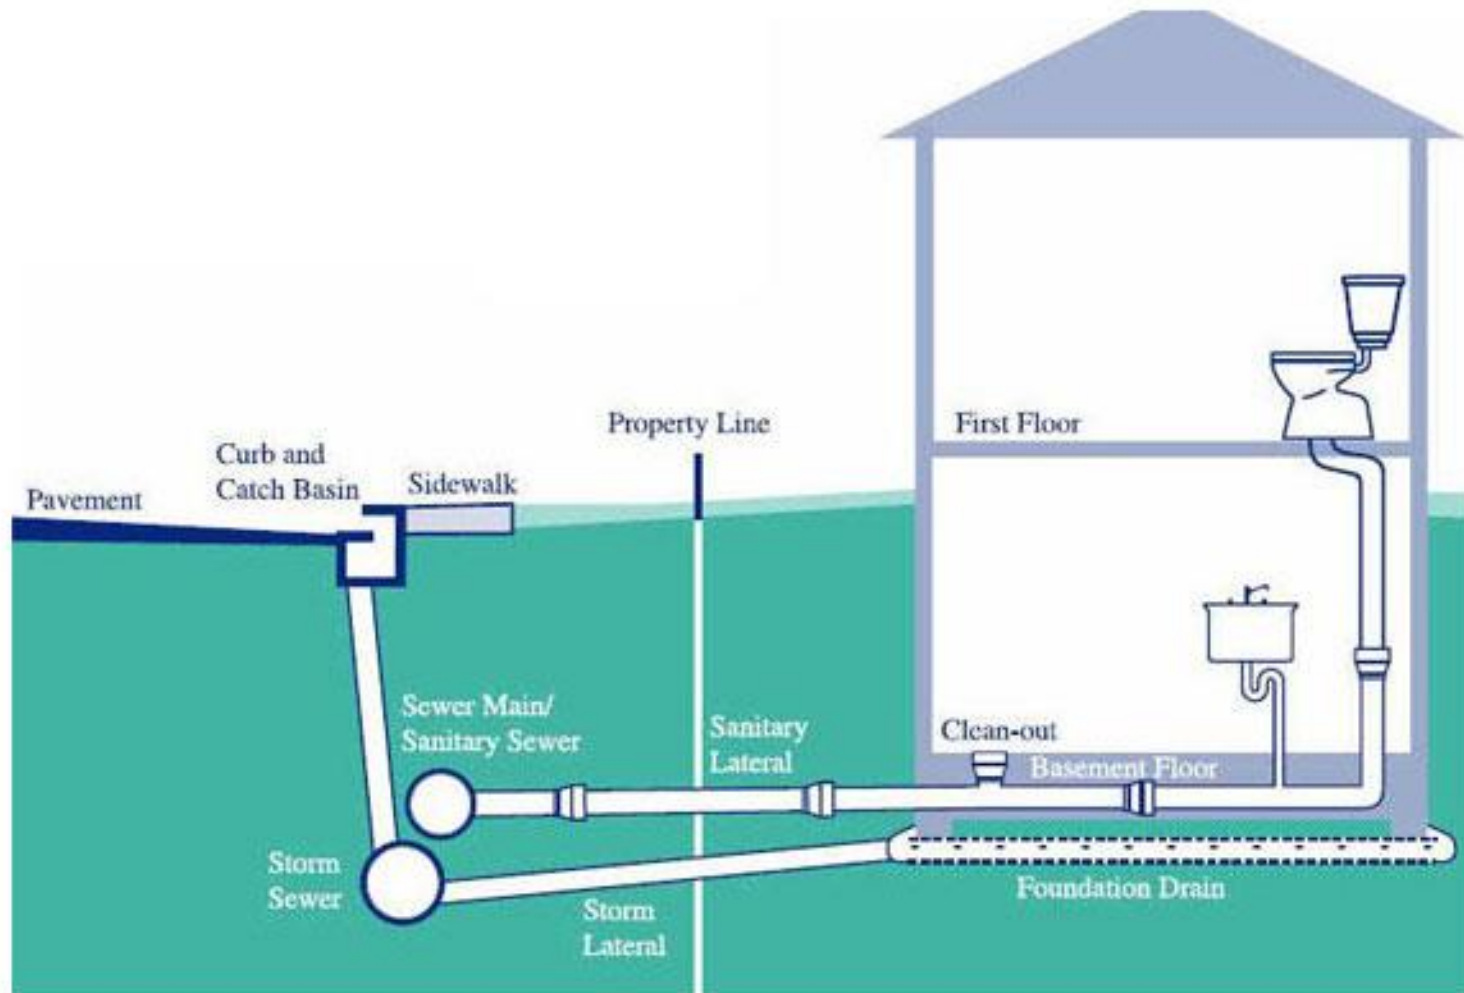 Property Line
First Floor
Curb and
Catch Basin
Sidewalk
Pavement
Sewer Main/
Sanitary Sewer
Sanitary
Lateral
Clean-out
Basement Floor
Storm
Sewer
Foundation Drain
Storm
Lateral